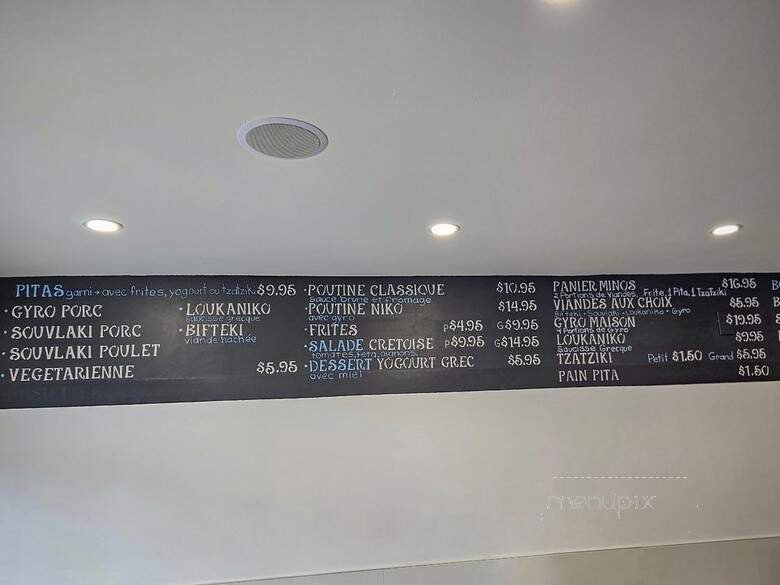 PITAS garni → avec frites, yogourt ou tzatziki $9.95
· GYRO PORC
· SOUVLAKI PORC
· SOUVLAKI POULET
· VEGETARIENNE $5.95
· LOUKANIKO
saucisse grecque
· BIFTEKI
viande hachée
· POUTINE CLASSIQUE $10.95
sauce brune et fromage
· POUTINE NIKO $14.95
avec gyro
· FRITES P$4.95 G$9.95
· SALADE CRETOISE P$9.95 G$14.95
tomates, feta, oignons
· DESSERT YOGOURT GREC $5.95
avec miel
PANIER MINOS $16.95
2 Portions de Viandes, Frite, 1 Pita, 1 Tzatziki
VIANDES AUX CHOIX $5.95
Bifteki · Souvlaki · Loukaniko · Gyro
GYRO MAISON $19.95
4 Portions de Gyro
LOUKANIKO $9.95
Saucisse Grecque
TZATZIKI Petit $1.50 Grand $5.95
PAIN PITA $1.50
menupix